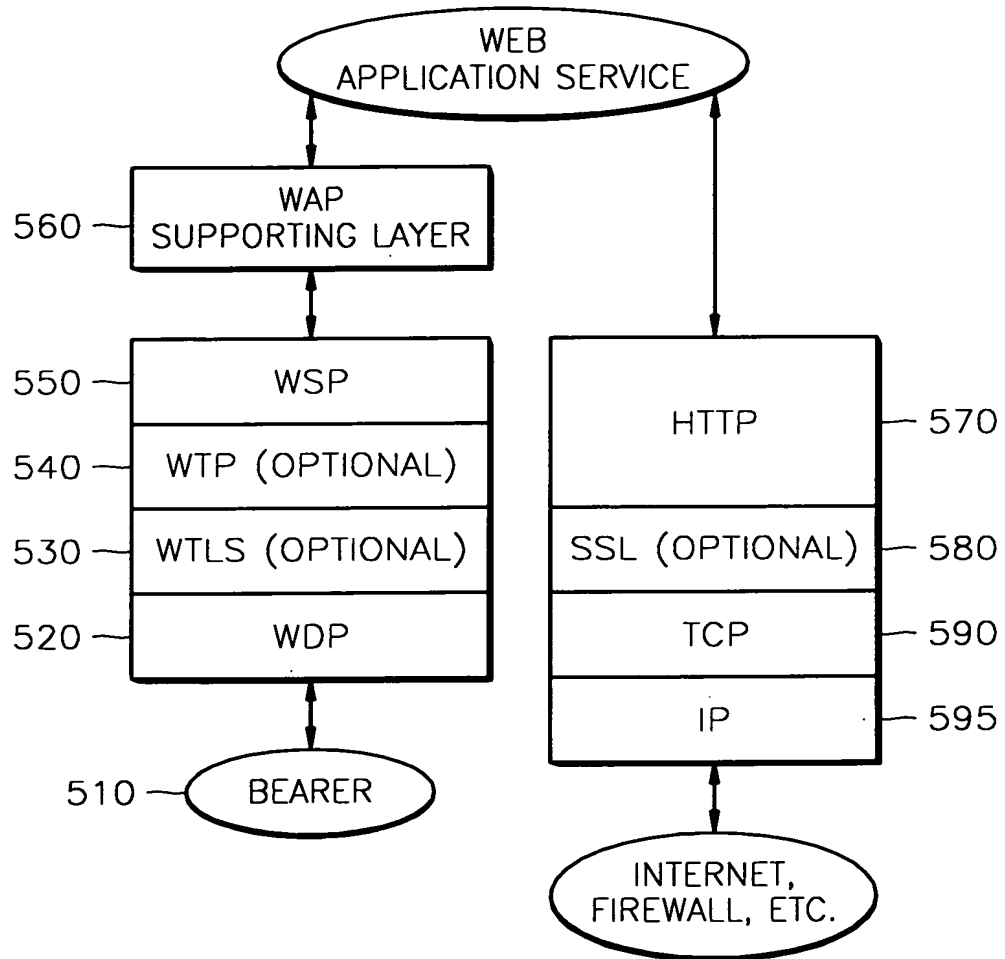 WEB
APPLICATION SERVICE
560
WAP
SUPPORTING LAYER
550
WSP
540
WTP (OPTIONAL)
530
WTLS (OPTIONAL)
520
WDP
510
BEARER
HTTP
570
SSL (OPTIONAL)
580
TCP
590
IP
595
INTERNET,
FIREWALL, ETC.